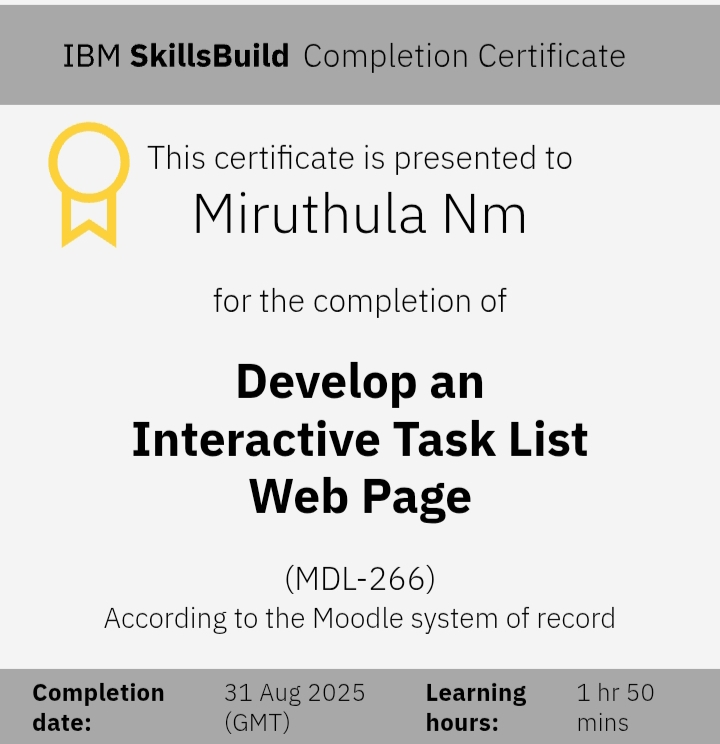 IBM SkillsBuild Completion Certificate
This certificate is presented to
Miruthula Nm
for the completion of
Develop an
Interactive Task List
Web Page
(MDL-266)
According to the Moodle system of record
Completion date: 31 Aug 2025 (GMT) Learning hours: 1 hr 50 mins